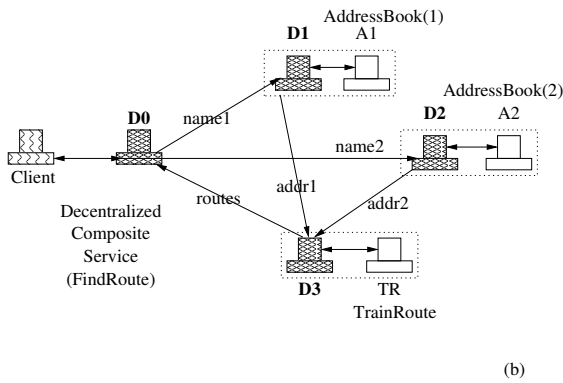 AddressBook(1)
D1 A1
AddressBook(2)
D0 D2 A2
name1
name2
Client
addr1
routes addr2
Decentralized
Composite
Service
(FindRoute)
D3 TR
TrainRoute
(b)